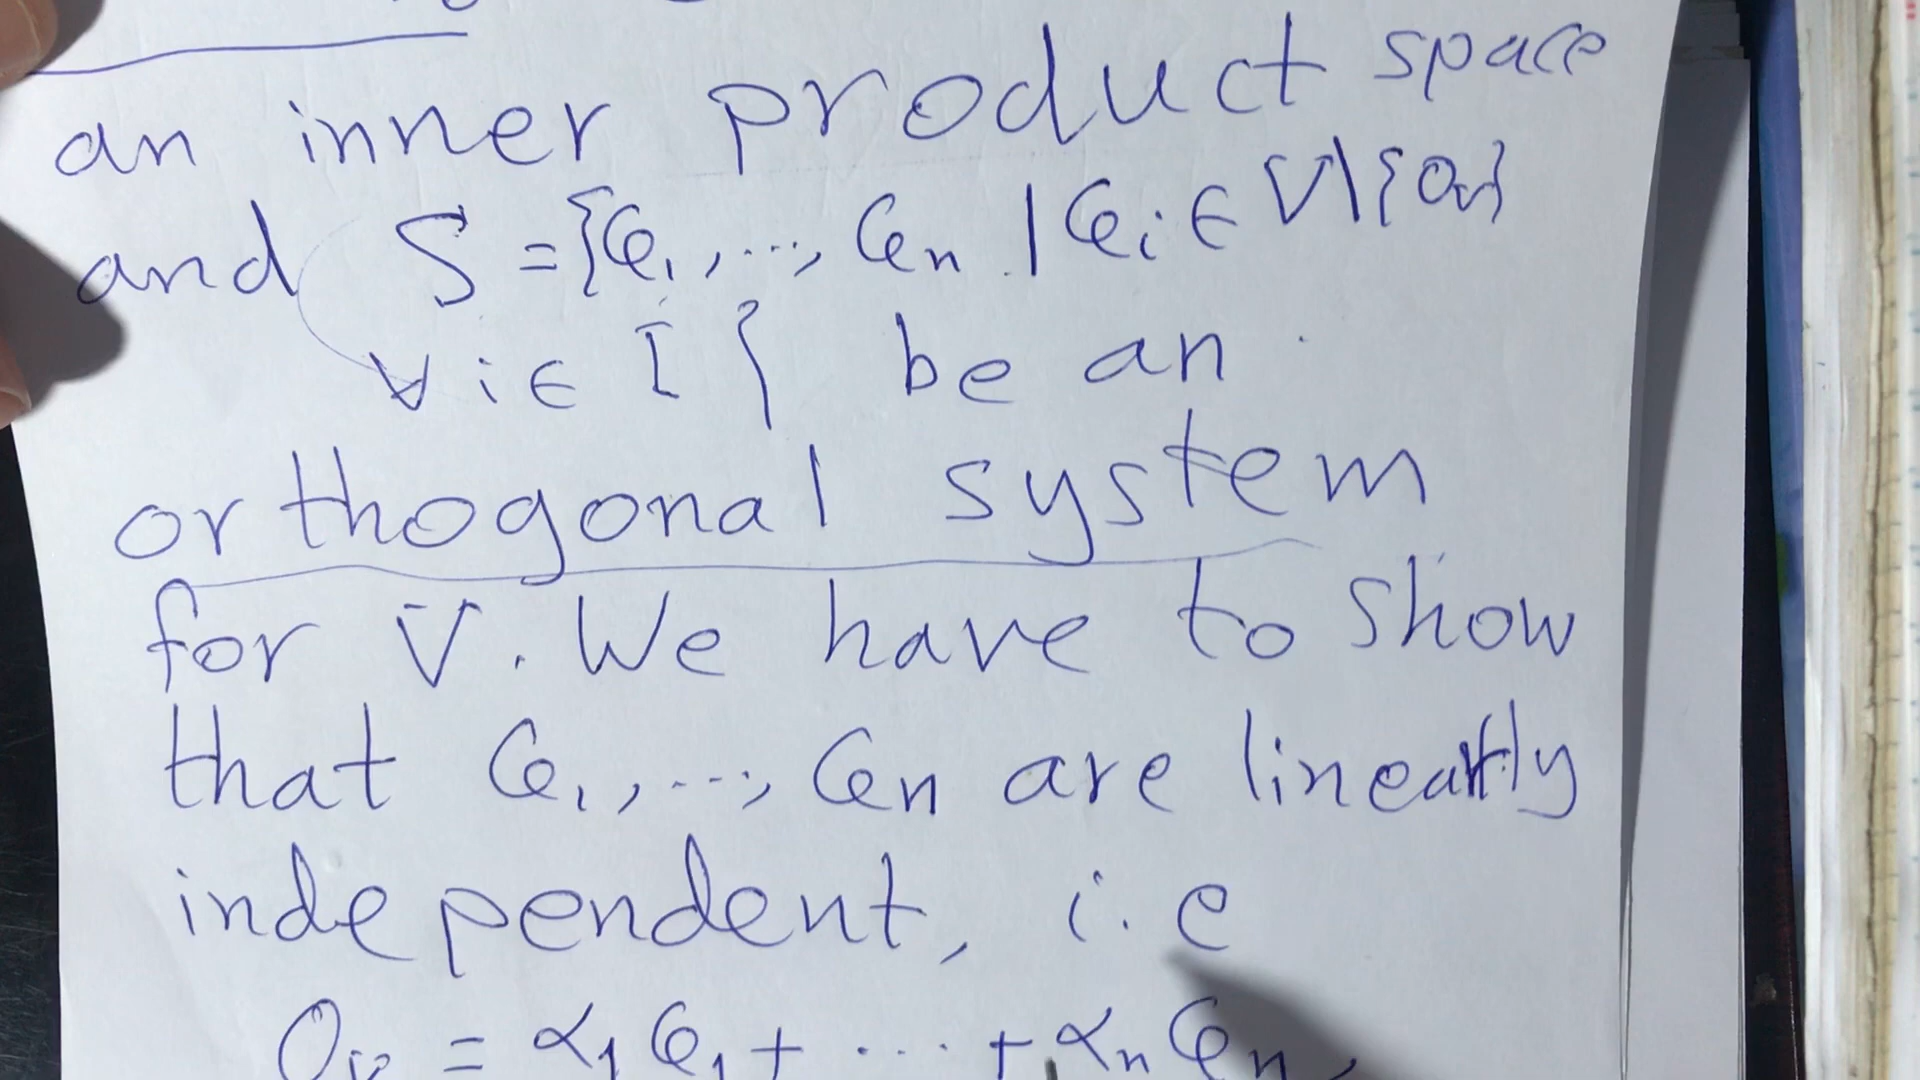 an inner product space
and S = {e₁, ..., eₙ | eᵢ ∈ V\{0ᵥ}
∀ i ∈ I } be an
orthogonal system
for V. We have to show
that e₁, ..., eₙ are linearly
independent, i.e
0ᵥ = α₁e₁ + ... + αₙeₙ,